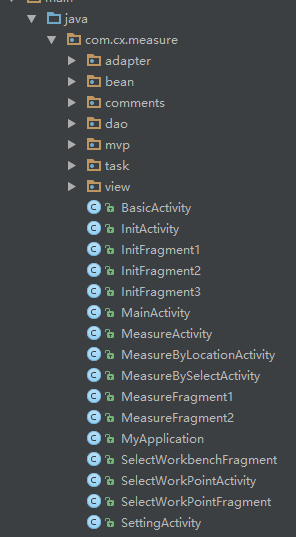 main
java
com.cx.measure
adapter
bean
comments
dao
mvp
task
view
BasicActivity
InitActivity
InitFragment1
InitFragment2
InitFragment3
MainActivity
MeasureActivity
MeasureByLocationActivity
MeasureBySelectActivity
MeasureFragment1
MeasureFragment2
MyApplication
SelectWorkbenchFragment
SelectWorkPointActivity
SelectWorkPointFragment
SettingActivity